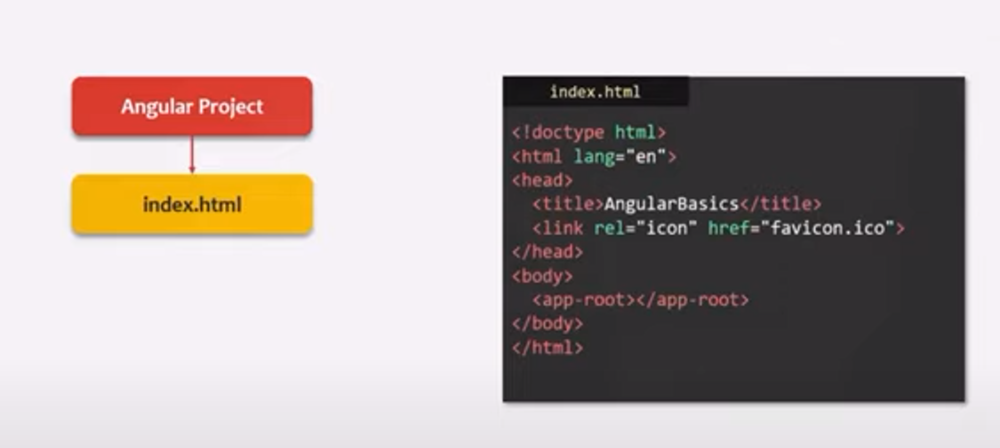 Angular Project
index.html
index.html
<!doctype html>
<html lang="en">
<head>
  <title>AngularBasics</title>
  <link rel="icon" href="favicon.ico">
</head>
<body>
  <app-root></app-root>
</body>
</html>